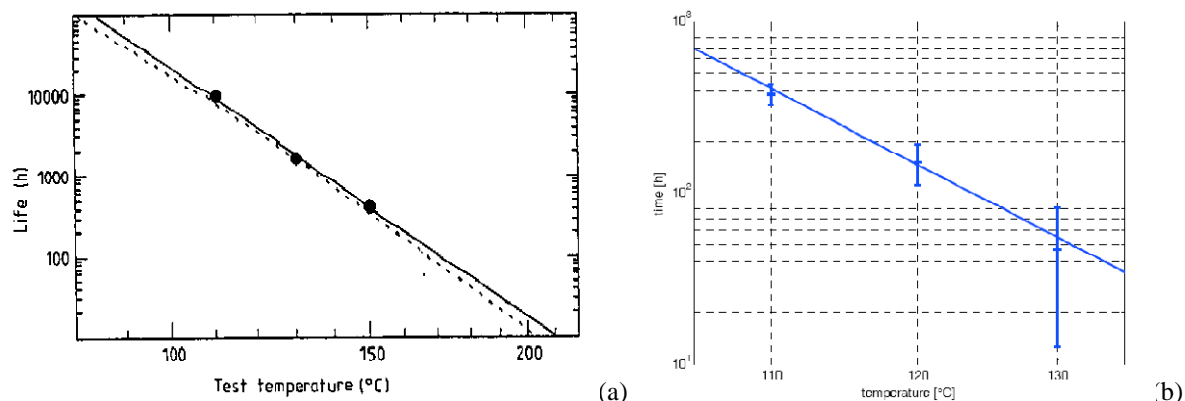 10000
1000
100
Life (h)
100
150
200
Test temperature (°C)
(a)
10³
10²
10¹
time [h]
110
120
130
temperature [°C]
(b)